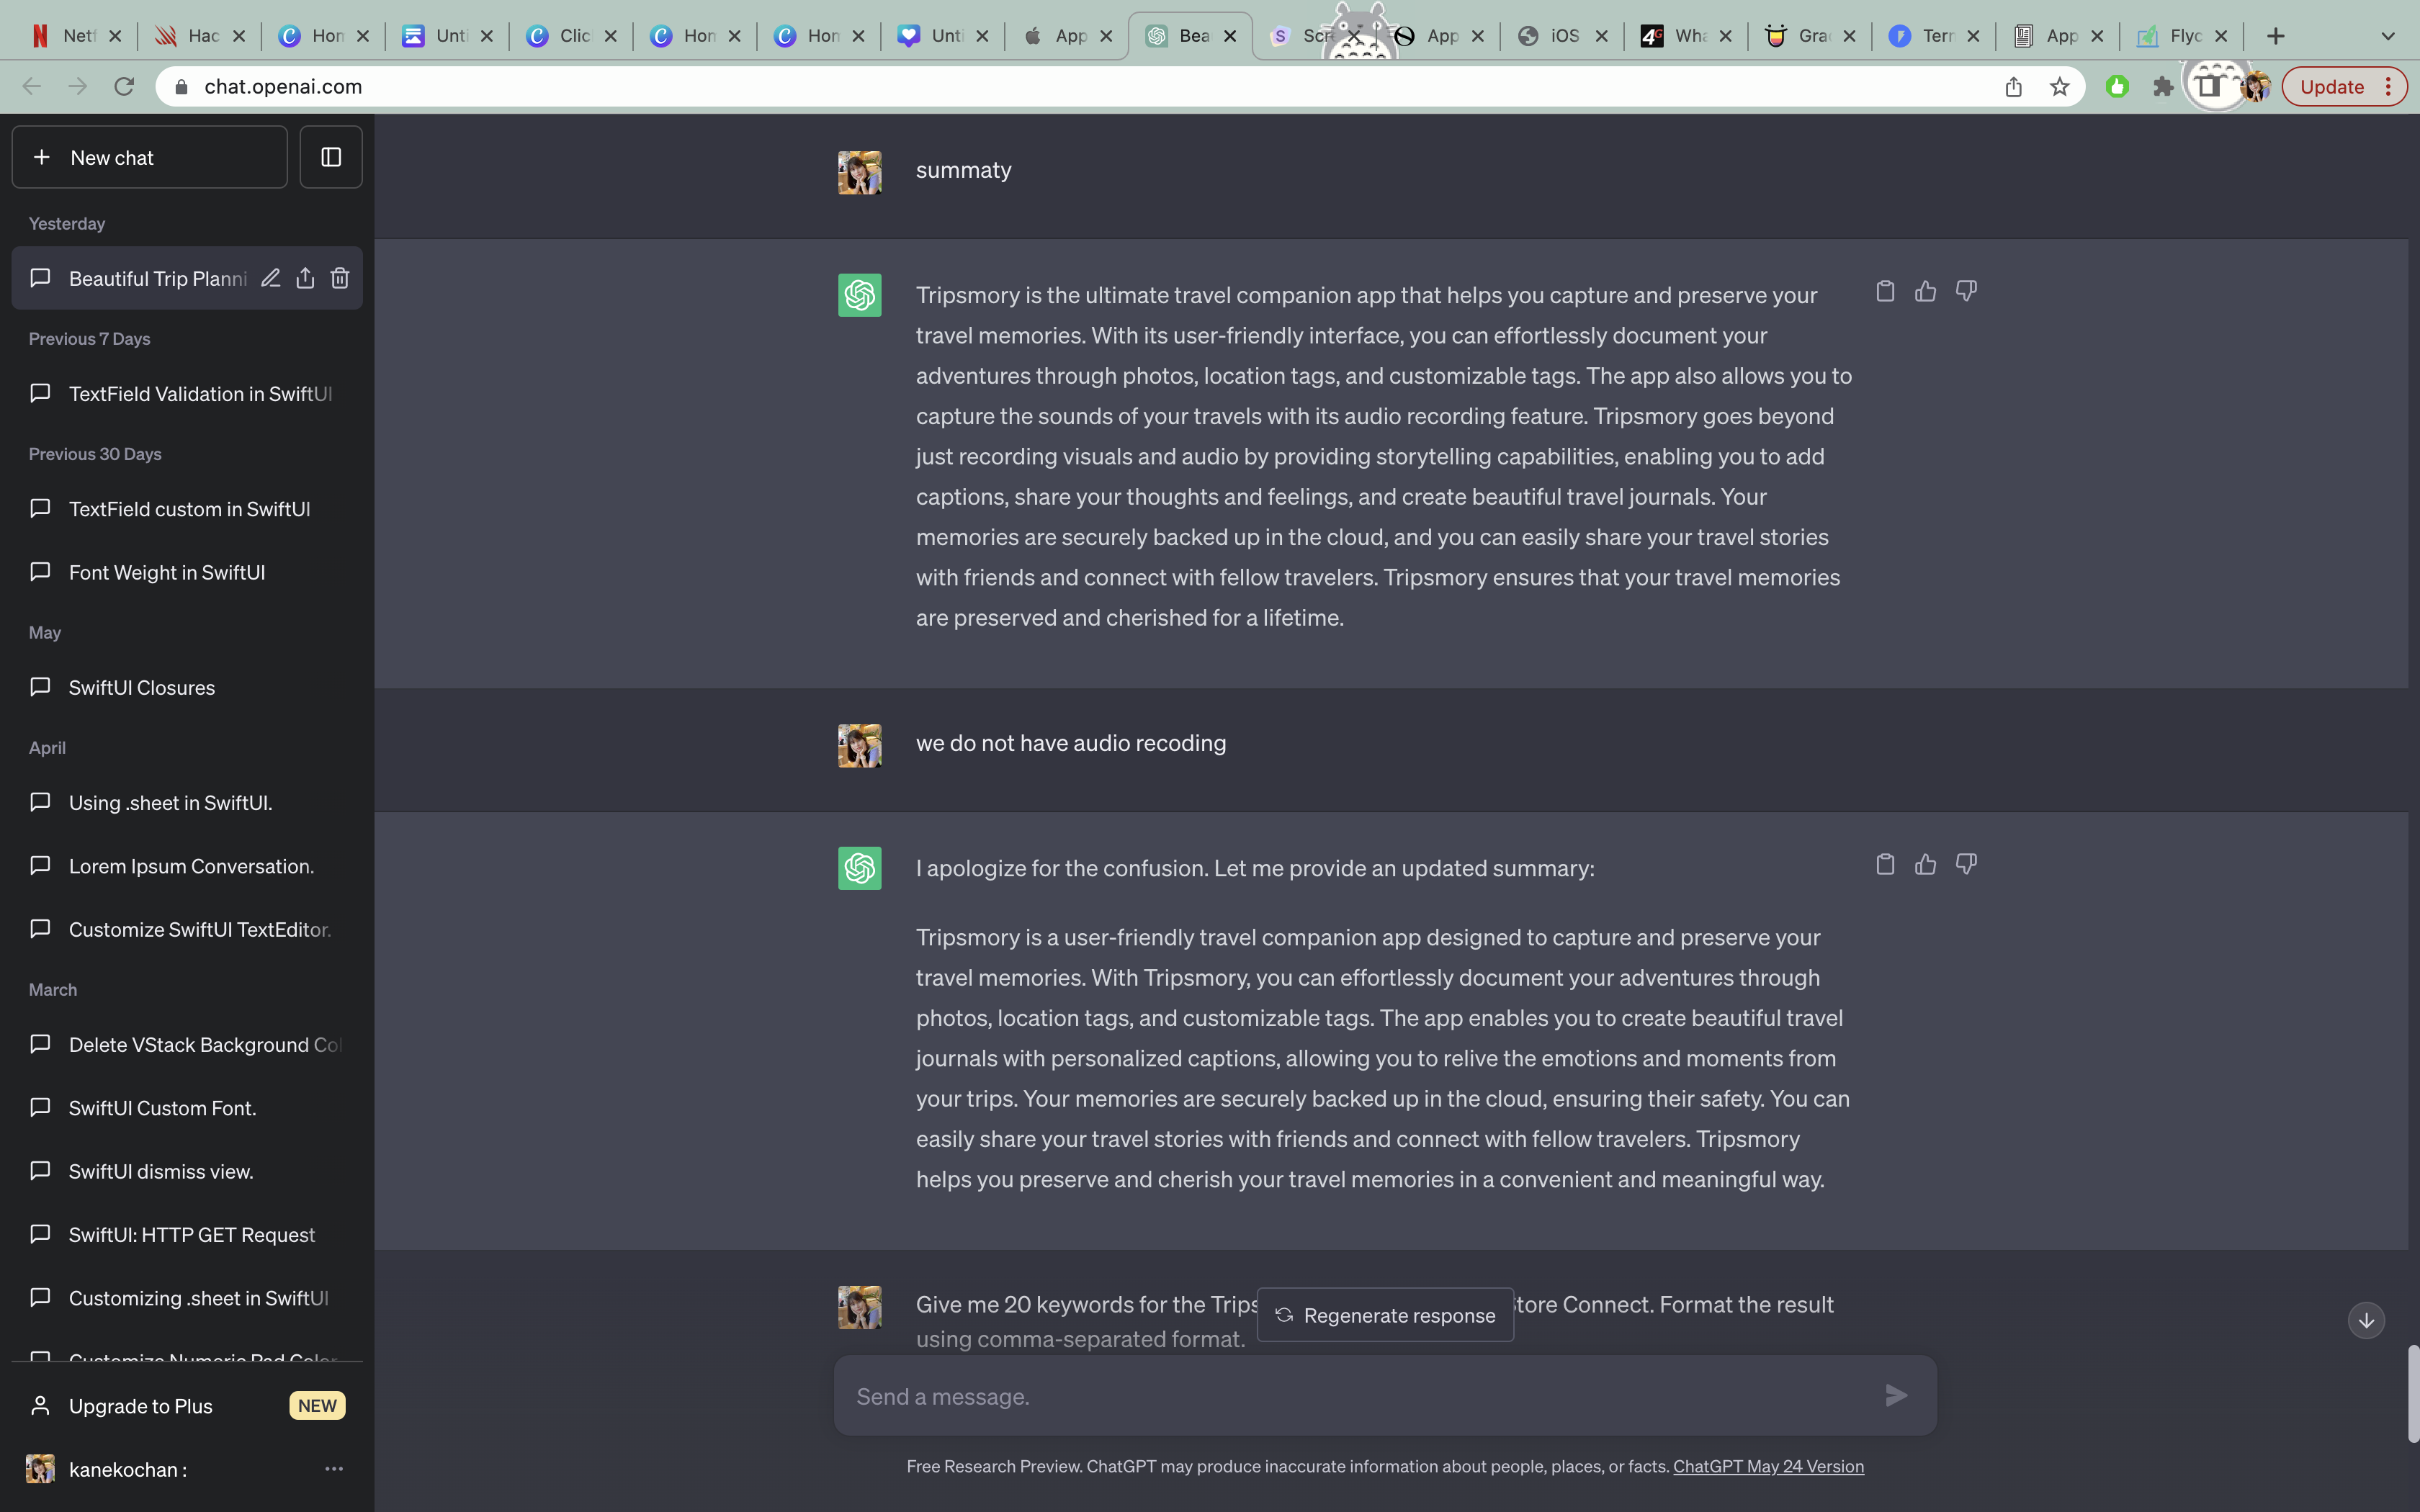 Netf
Hac
Hom
Unti
Clic
Hom
Hom
Unti
App
Bea
Scre
App
iOS
Wha
Grac
Tern
App
Flyc
chat.openai.com
Update
New chat
Yesterday
Beautiful Trip Planni
Previous 7 Days
TextField Validation in SwiftUI
Previous 30 Days
TextField custom in SwiftUI
Font Weight in SwiftUI
May
SwiftUI Closures
April
Using .sheet in SwiftUI.
Lorem Ipsum Conversation.
Customize SwiftUI TextEditor.
March
Delete VStack Background Col
SwiftUI Custom Font.
SwiftUI dismiss view.
SwiftUI: HTTP GET Request
Customizing .sheet in SwiftUI
Customize Numeric Pad Color
Upgrade to Plus NEW
kanekochan :
summaty
Tripsmory is the ultimate travel companion app that helps you capture and preserve your
travel memories. With its user-friendly interface, you can effortlessly document your
adventures through photos, location tags, and customizable tags. The app also allows you to
capture the sounds of your travels with its audio recording feature. Tripsmory goes beyond
just recording visuals and audio by providing storytelling capabilities, enabling you to add
captions, share your thoughts and feelings, and create beautiful travel journals. Your
memories are securely backed up in the cloud, and you can easily share your travel stories
with friends and connect with fellow travelers. Tripsmory ensures that your travel memories
are preserved and cherished for a lifetime.
we do not have audio recoding
I apologize for the confusion. Let me provide an updated summary:
Tripsmory is a user-friendly travel companion app designed to capture and preserve your
travel memories. With Tripsmory, you can effortlessly document your adventures through
photos, location tags, and customizable tags. The app enables you to create beautiful travel
journals with personalized captions, allowing you to relive the emotions and moments from
your trips. Your memories are securely backed up in the cloud, ensuring their safety. You can
easily share your travel stories with friends and connect with fellow travelers. Tripsmory
helps you preserve and cherish your travel memories in a convenient and meaningful way.
Give me 20 keywords for the Trips tore Connect. Format the result
using comma-separated format.
Regenerate response
Send a message.
Free Research Preview. ChatGPT may produce inaccurate information about people, places, or facts. ChatGPT May 24 Version